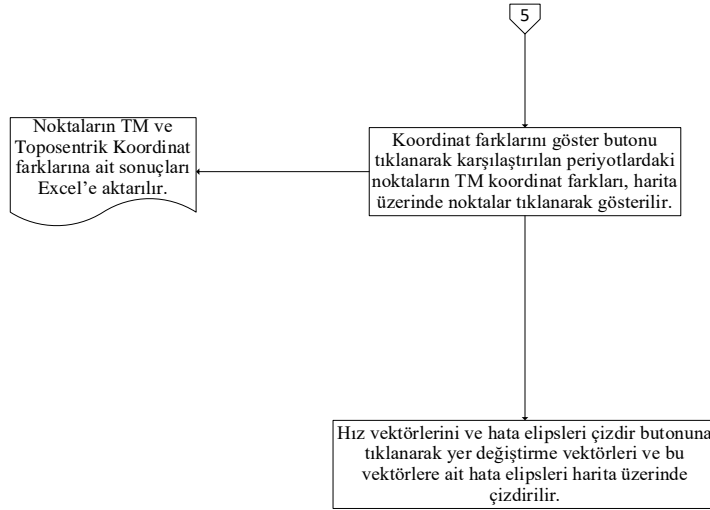 5
Noktaların TM ve
Toposentrik Koordinat
farklarına ait sonuçları
Excel’e aktarılır.
Koordinat farklarını göster butonu
tıklanarak karşılaştırılan periyotlardaki
noktaların TM koordinat farkları, harita
üzerinde noktalar tıklanarak gösterilir.
Hız vektörlerini ve hata elipsleri çizdir butonuna
tıklanarak yer değiştirme vektörleri ve bu
vektörlere ait hata elipsleri harita üzerinde
çizdirilir.